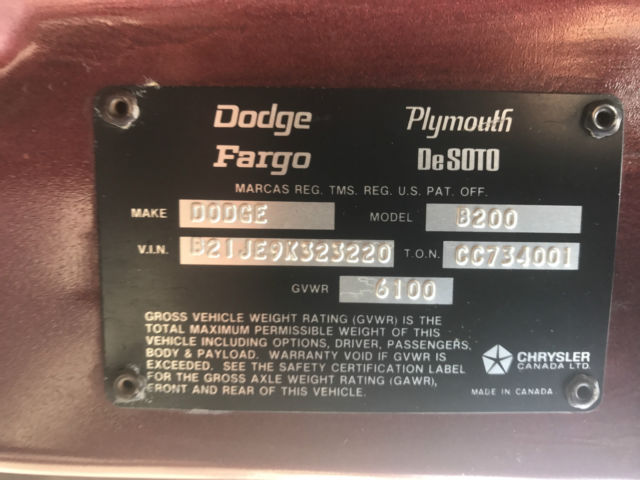 Dodge Plymouth
Fargo De SOTO
MARCAS REG. TMS. REG. U.S. PAT. OFF.
MAKE DODGE MODEL B200
V.I.N. B21JE9K323220 T.O.N. CC734001
GVWR 6100
GROSS VEHICLE WEIGHT RATING (GVWR) IS THE
TOTAL MAXIMUM PERMISSIBLE WEIGHT OF THIS
VEHICLE INCLUDING OPTIONS, DRIVER, PASSENGERS,
BODY & PAYLOAD. WARRANTY VOID IF GVWR IS
EXCEEDED. SEE THE SAFETY CERTIFICATION LABEL
FOR THE GROSS AXLE WEIGHT RATING (GAWR),
FRONT AND REAR OF THIS VEHICLE.
CHRYSLER
CANADA LTD.
MADE IN CANADA